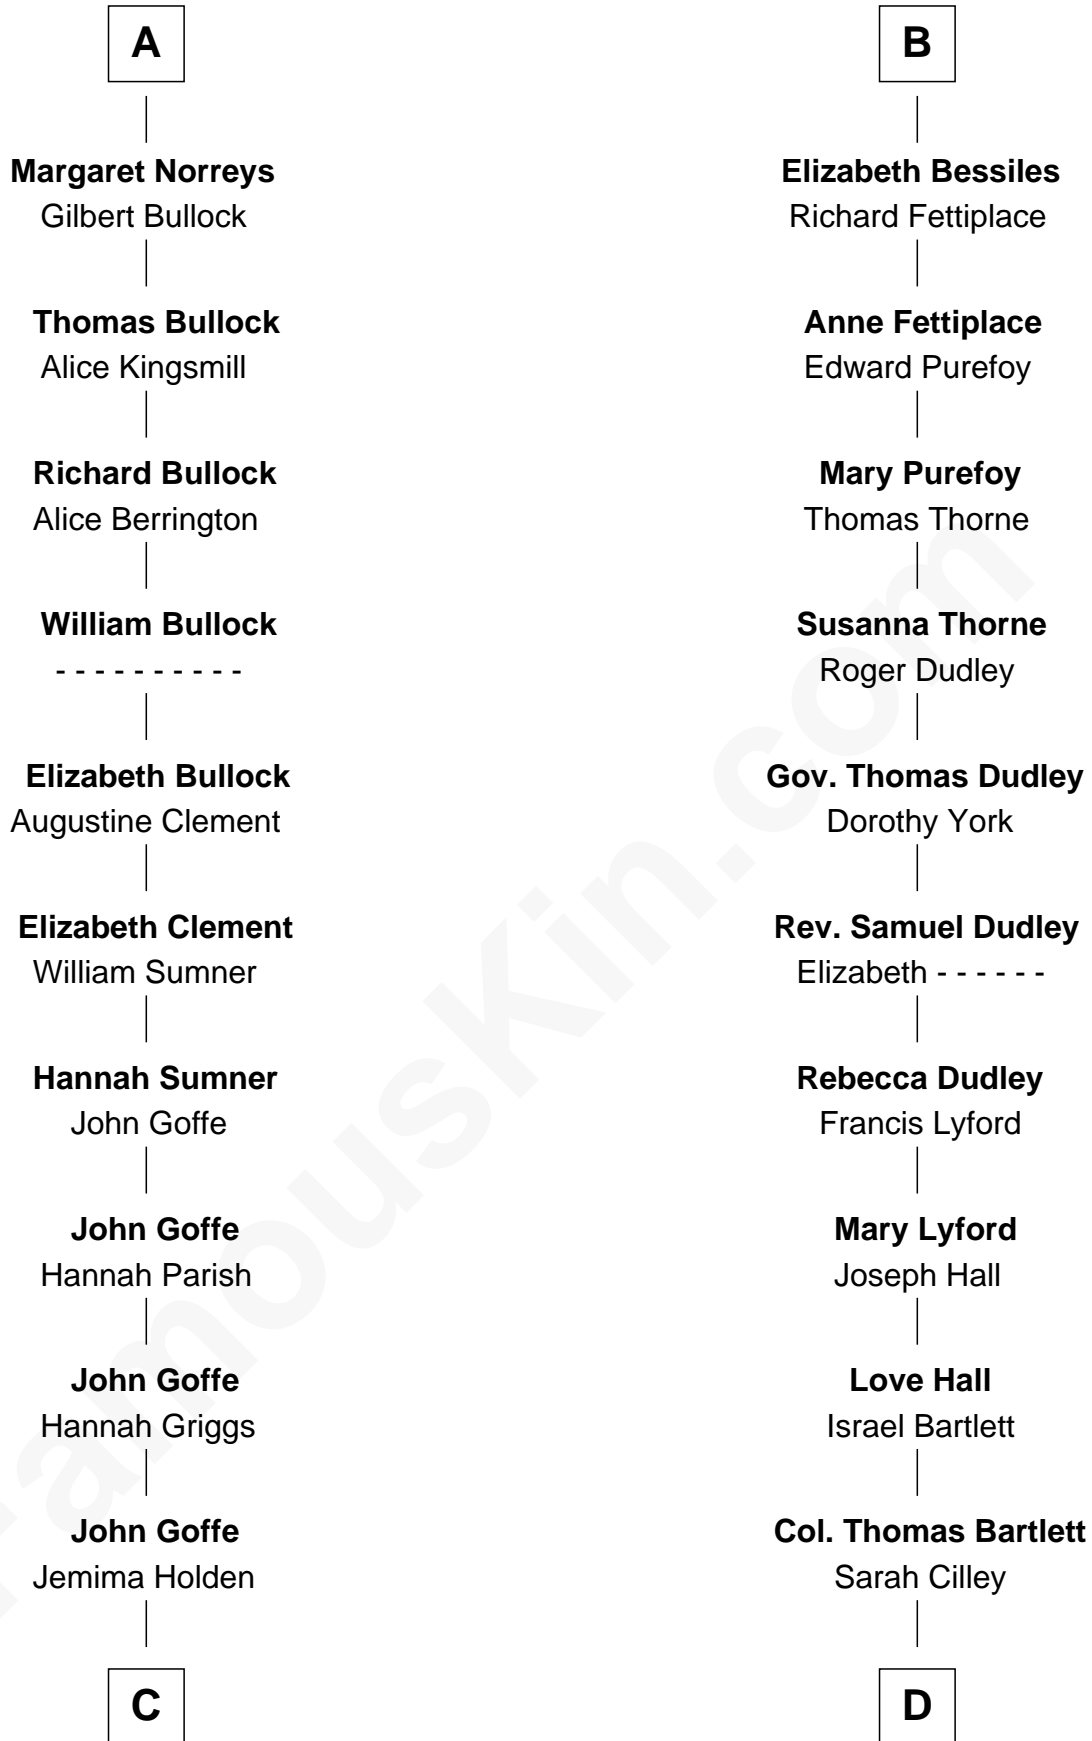 A
Margaret Norreys
Gilbert Bullock
Thomas Bullock
Alice Kingsmill
Richard Bullock
Alice Berrington
William Bullock
- - - - - - - - - -
Elizabeth Bullock
Augustine Clement
Elizabeth Clement
William Sumner
Hannah Sumner
John Goffe
John Goffe
Hannah Parish
John Goffe
Hannah Griggs
John Goffe
Jemima Holden
C
B
Elizabeth Bessiles
Richard Fettiplace
Anne Fettiplace
Edward Purefoy
Mary Purefoy
Thomas Thorne
Susanna Thorne
Roger Dudley
Gov. Thomas Dudley
Dorothy York
Rev. Samuel Dudley
Elizabeth - - - - - -
Rebecca Dudley
Francis Lyford
Mary Lyford
Joseph Hall
Love Hall
Israel Bartlett
Col. Thomas Bartlett
Sarah Cilley
D
FamousKin.com